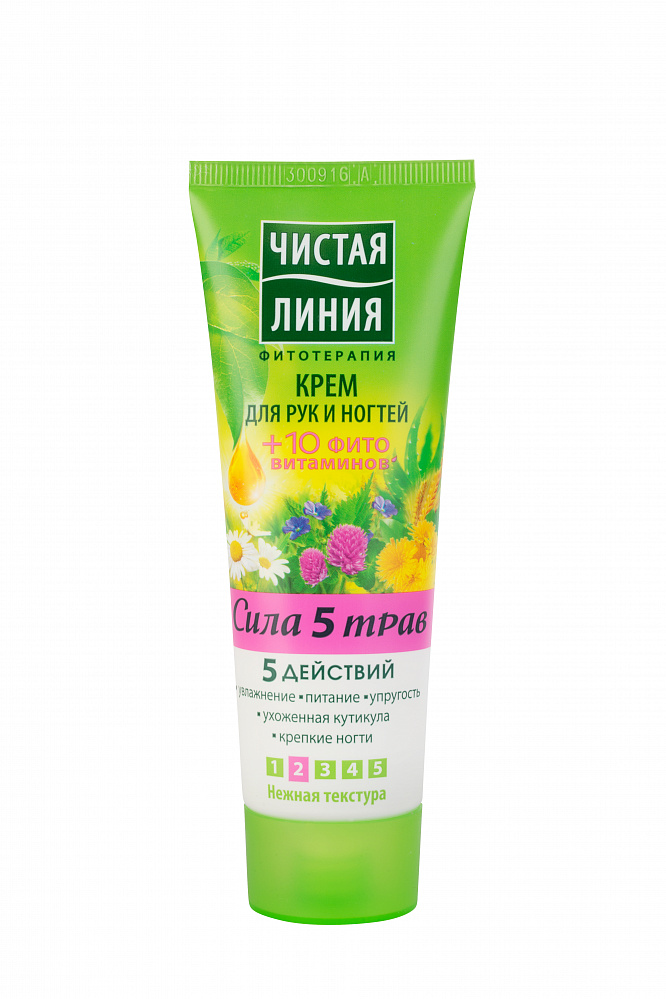 300916 A
ЧИСТАЯ
ЛИНИЯ
ФИТОТЕРАПИЯ
КРЕМ
ДЛЯ РУК И НОГТЕЙ
+10 ФИТО
ВИТАМИНОВ
Сила 5 трав
5 ДЕЙСТВИЙ
увлажнение ▪ питание ▪ упругость
▪ ухоженная кутикула
▪ крепкие ногти
1 2 3 4 5
Нежная текстура